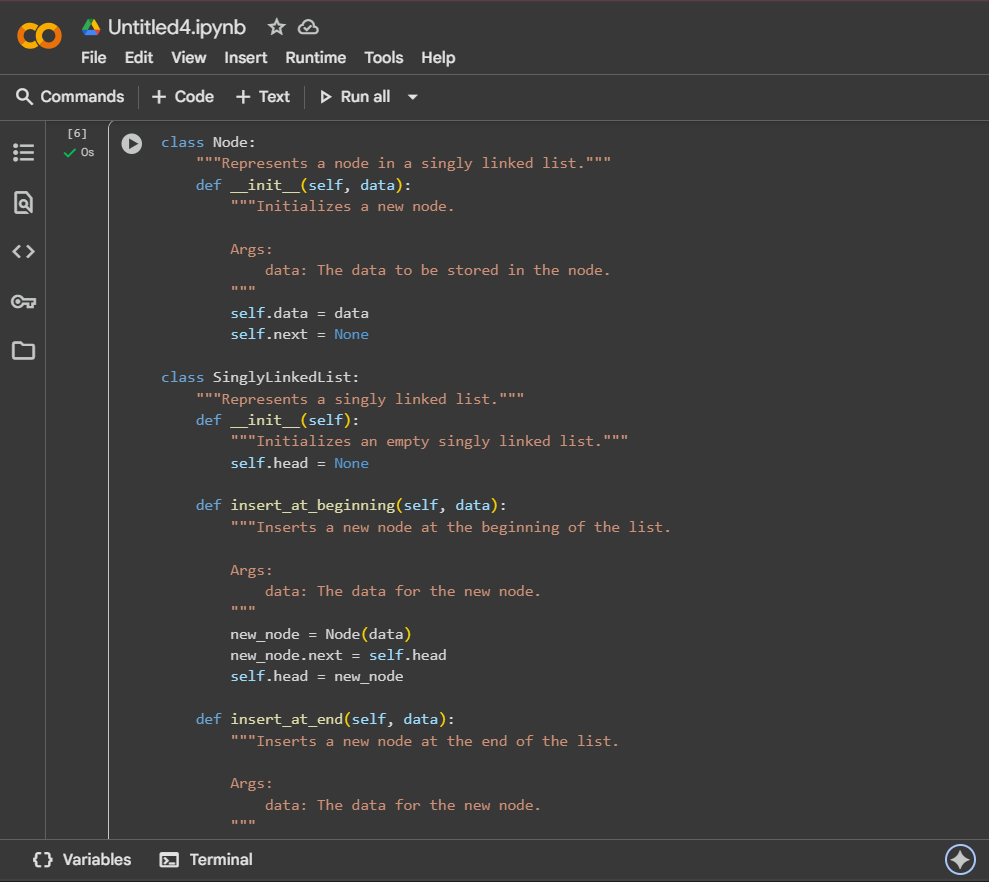 Untitled4.ipynb
File Edit View Insert Runtime Tools Help
Commands + Code + Text Run all
[6]
0s
class Node:
    """Represents a node in a singly linked list."""
    def __init__(self, data):
        """Initializes a new node.

        Args:
            data: The data to be stored in the node.
        """
        self.data = data
        self.next = None

class SinglyLinkedList:
    """Represents a singly linked list."""
    def __init__(self):
        """Initializes an empty singly linked list."""
        self.head = None

    def insert_at_beginning(self, data):
        """Inserts a new node at the beginning of the list.

        Args:
            data: The data for the new node.
        """
        new_node = Node(data)
        new_node.next = self.head
        self.head = new_node

    def insert_at_end(self, data):
        """Inserts a new node at the end of the list.

        Args:
            data: The data for the new node.
        """
Variables Terminal